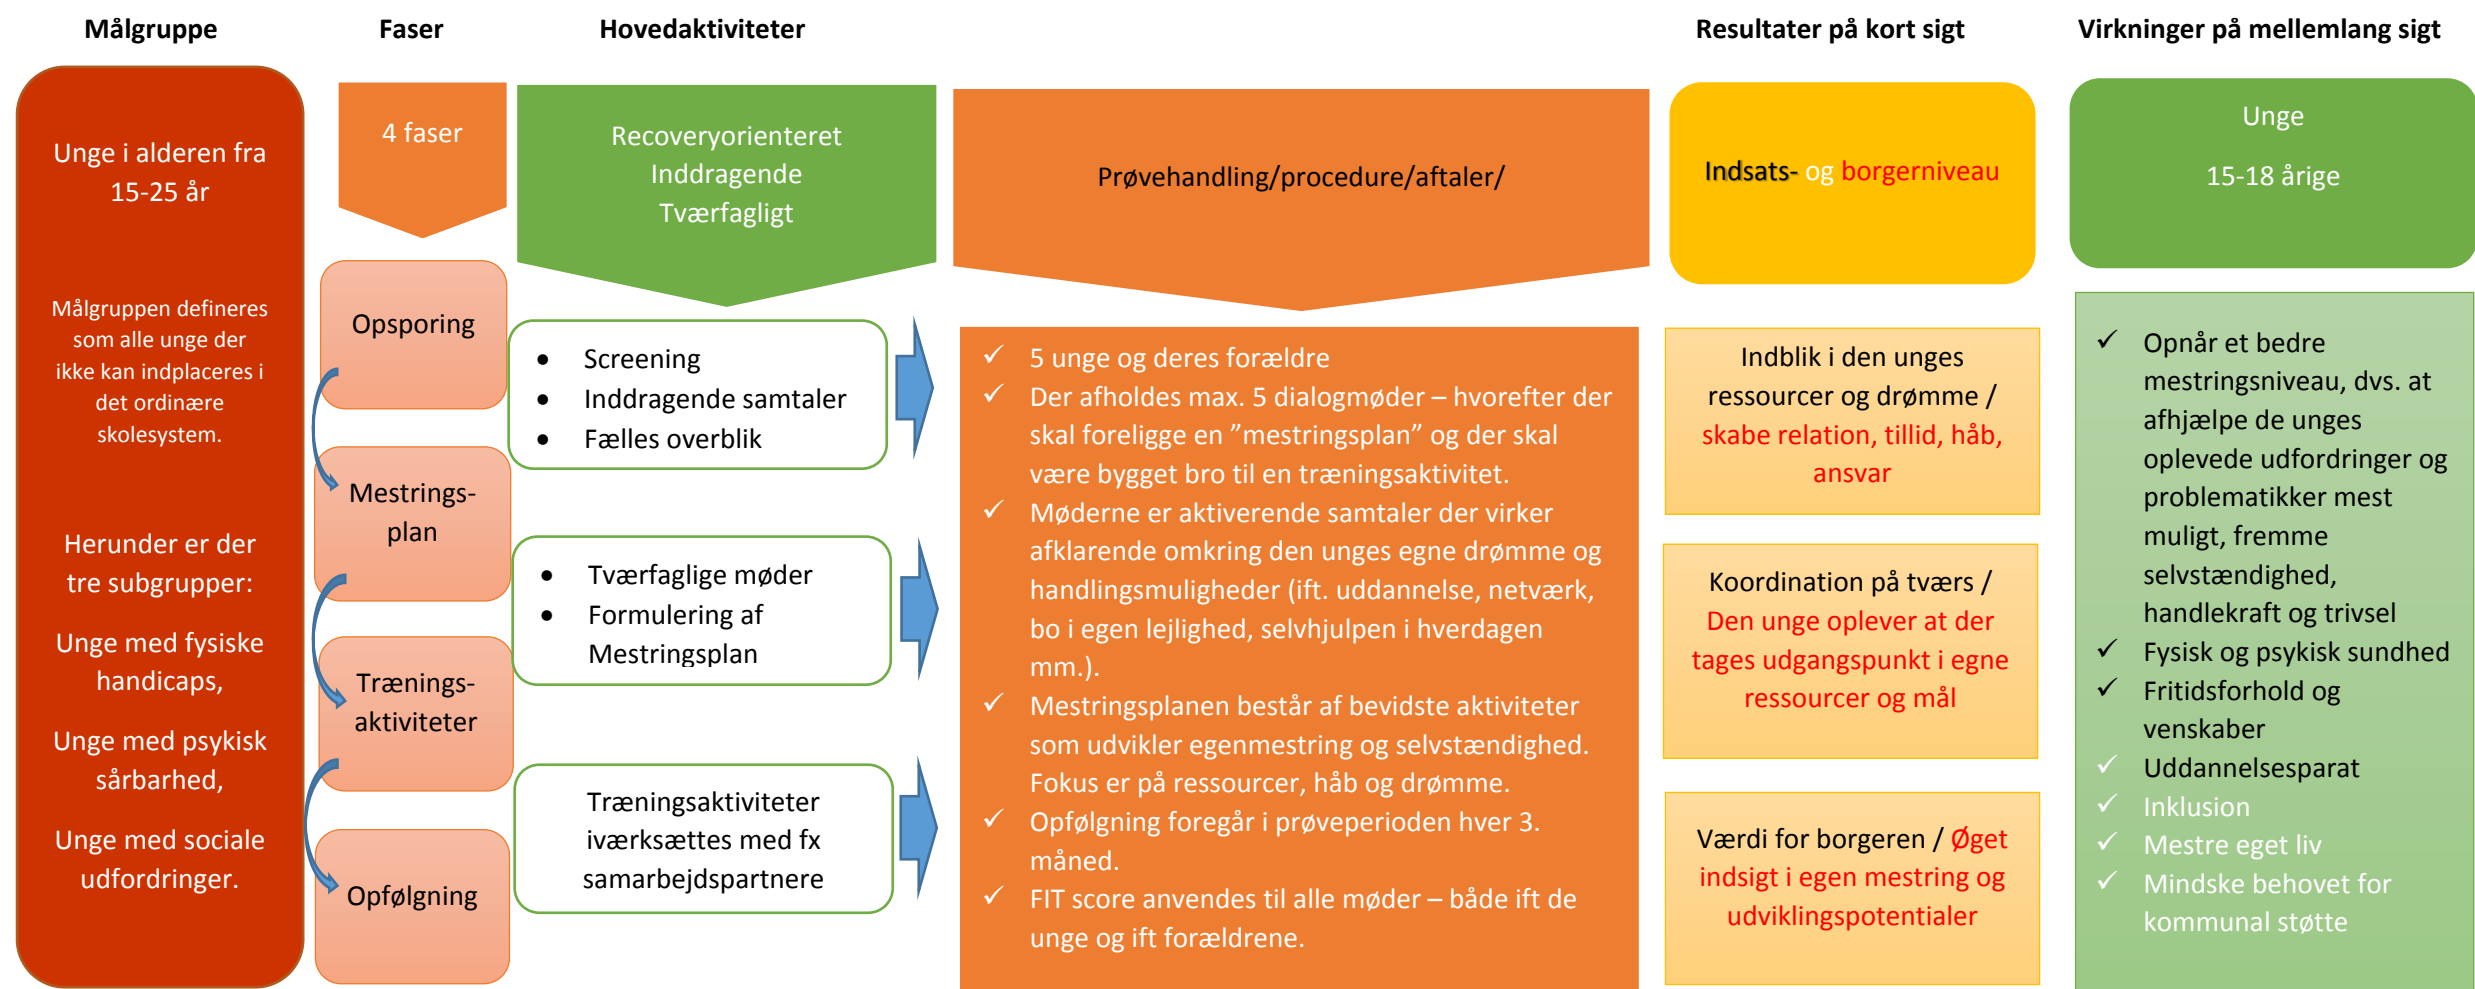 Målgruppe
Faser
Hovedaktiviteter
Resultater på kort sigt
Virkninger på mellemlang sigt
Unge i alderen fra
15-25 år
Målgruppen defineres
som alle unge der
ikke kan indplaceres i
det ordinære
skolesystem.
Herunder er der
tre subgrupper:
Unge med fysiske
handicaps,
Unge med psykisk
sårbarhed,
Unge med sociale
udfordringer.
4 faser
Opsporing
Mestrings-
plan
Trænings-
aktiviteter
Opfølgning
Recoveryorienteret
Inddragende
Tværfagligt
• Screening
• Inddragende samtaler
• Fælles overblik
• Tværfaglige møder
• Formulering af
Mestringsplan
Træningsaktiviteter
iværksættes med fx
samarbejdspartnere
Prøvehandling/procedure/aftaler/
✓ 5 unge og deres forældre
✓ Der afholdes max. 5 dialogmøder – hvorefter der
skal foreligge en ”mestringsplan” og der skal
være bygget bro til en træningsaktivitet.
✓ Møderne er aktiverende samtaler der virker
afklarende omkring den unges egne drømme og
handlingsmuligheder (ift. uddannelse, netværk,
bo i egen lejlighed, selvhjulpen i hverdagen
mm.).
✓ Mestringsplanen består af bevidste aktiviteter
som udvikler egenmestring og selvstændighed.
Fokus er på ressourcer, håb og drømme.
✓ Opfølgning foregår i prøveperioden hver 3.
måned.
✓ FIT score anvendes til alle møder – både ift de
unge og ift forældrene.
Indsats- og borgerniveau
Indblik i den unges
ressourcer og drømme /
skabe relation, tillid, håb,
ansvar
Koordination på tværs /
Den unge oplever at der
tages udgangspunkt i egne
ressourcer og mål
Værdi for borgeren / Øget
indsigt i egen mestring og
udviklingspotentialer
Unge
15-18 årige
✓ Opnår et bedre
mestringsniveau, dvs. at
afhjælpe de unges
oplevede udfordringer og
problematikker mest
muligt, fremme
selvstændighed,
handlekraft og trivsel
✓ Fysisk og psykisk sundhed
✓ Fritidsforhold og
venskaber
✓ Uddannelsesparat
✓ Inklusion
✓ Mestre eget liv
✓ Mindske behovet for
kommunal støtte